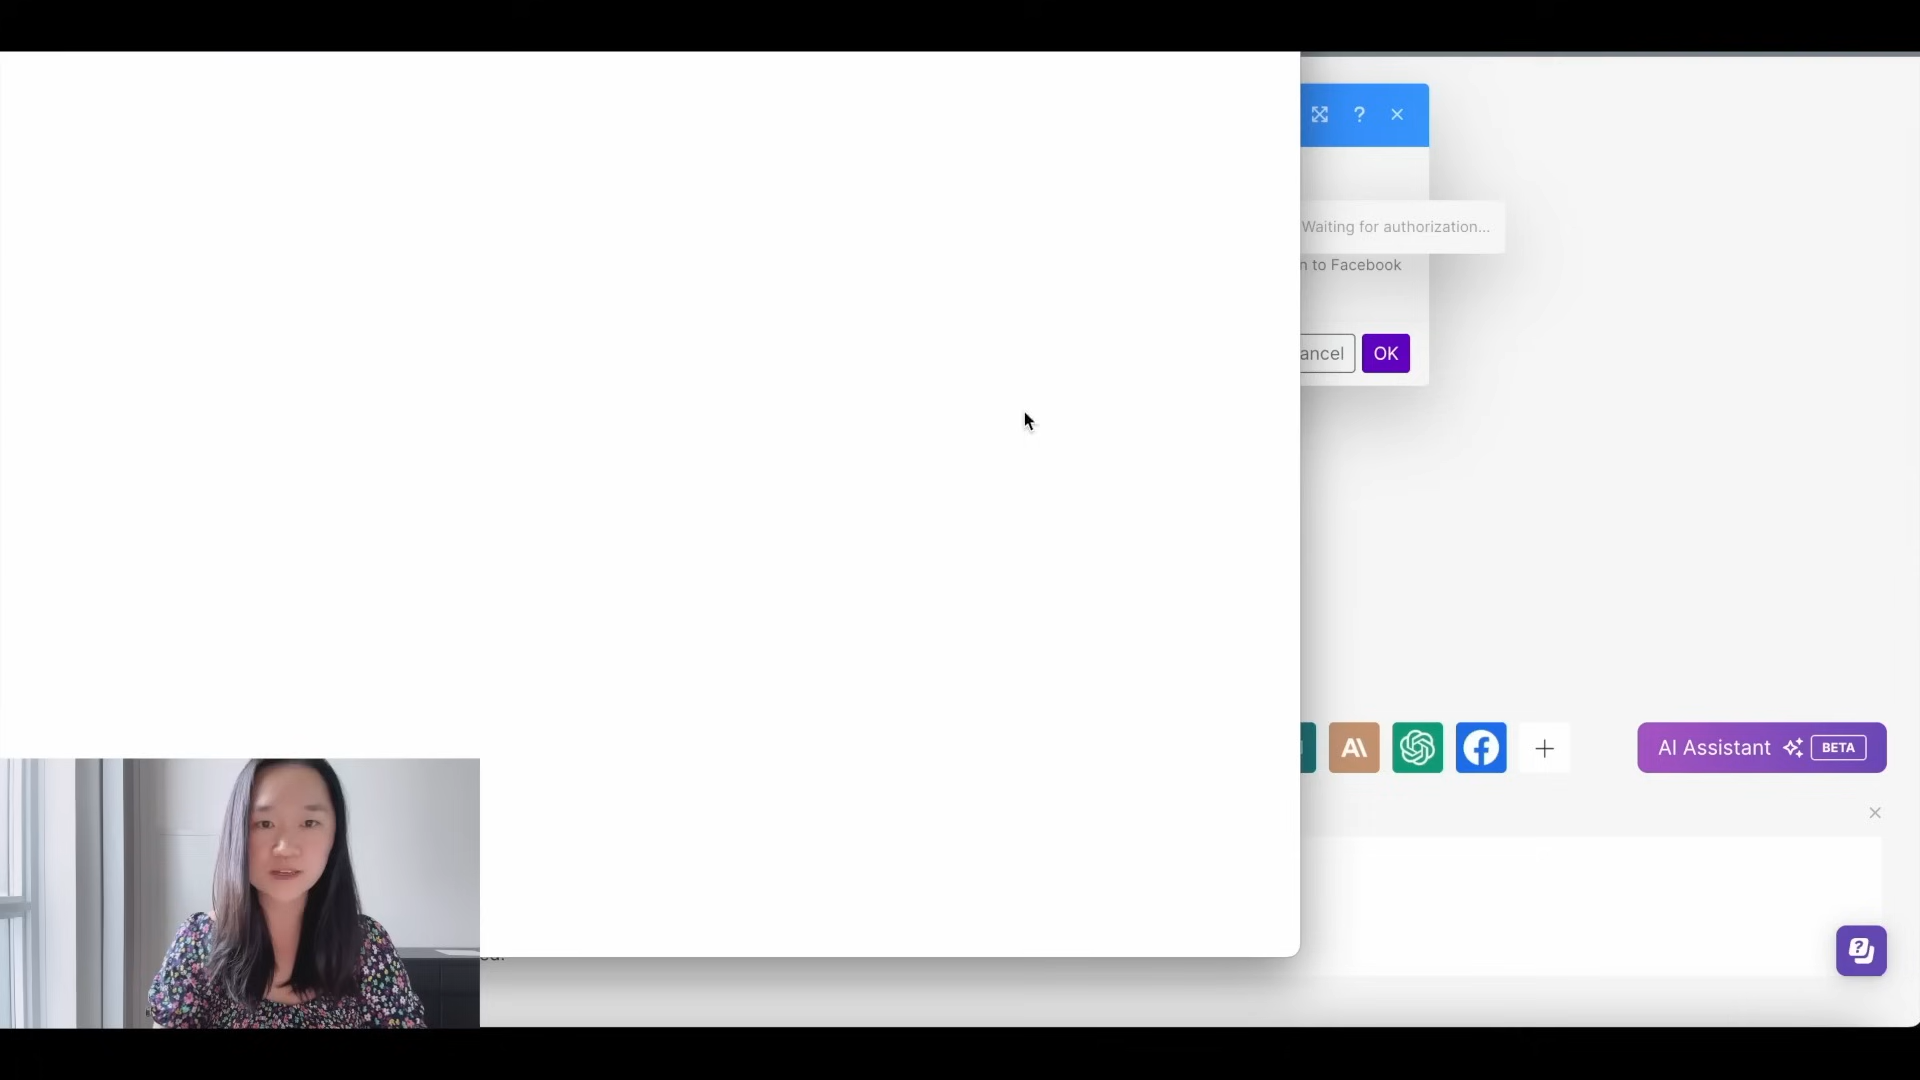 ?
Waiting for authorization...
n to Facebook
ancel
OK
AI Assistant
BETA